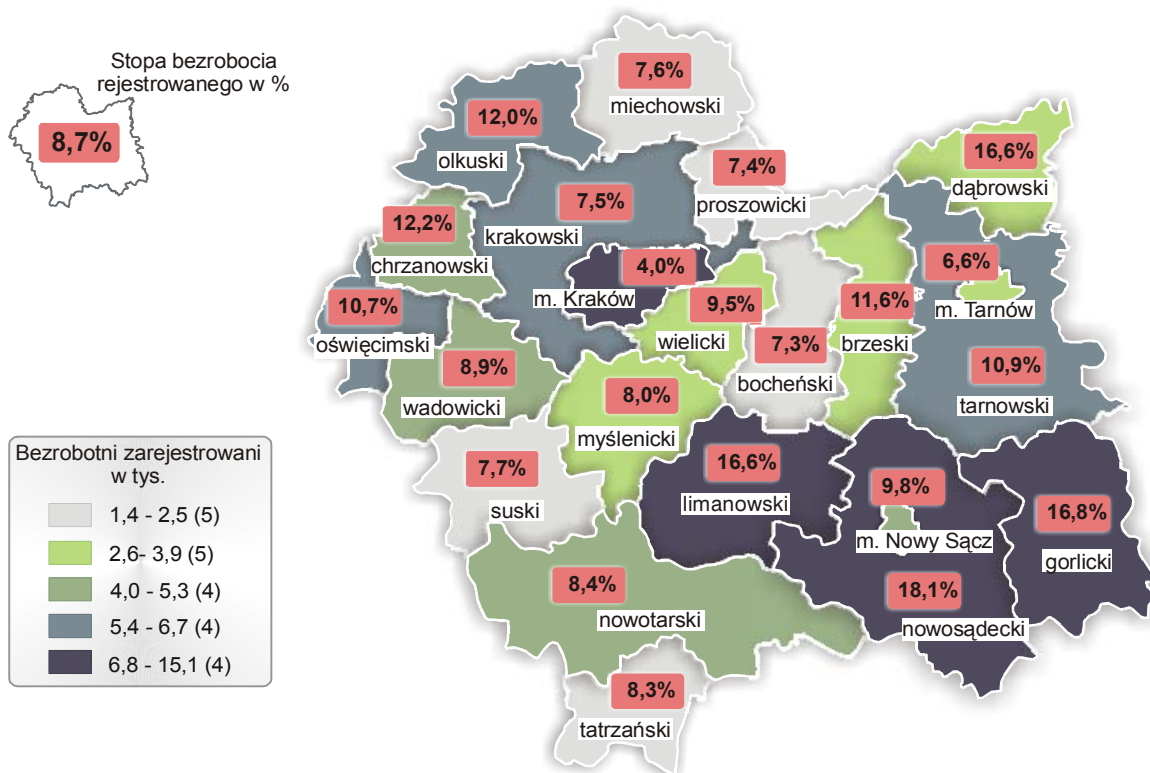 Stopa bezrobocia
rejestrowanego w %
8,7%
7,6%
miechowski
12,0%
olkuski
7,4%
proszowicki
16,6%
dąbrowski
12,2%
chrzanowski
7,5%
krakowski
4,0%
m. Kraków
6,6%
m. Tarnów
10,7%
oświęcimski
9,5%
wielicki
11,6%
brzeski
7,3%
bocheński
8,9%
wadowicki
8,0%
myślenicki
10,9%
tarnowski
7,7%
suski
16,6%
limanowski
9,8%
m. Nowy Sącz
16,8%
gorlicki
8,4%
nowotarski
18,1%
nowosądecki
8,3%
tatrzański
Bezrobotni zarejestrowani
w tys.
1,4 - 2,5 (5)
2,6- 3,9 (5)
4,0 - 5,3 (4)
5,4 - 6,7 (4)
6,8 - 15,1 (4)